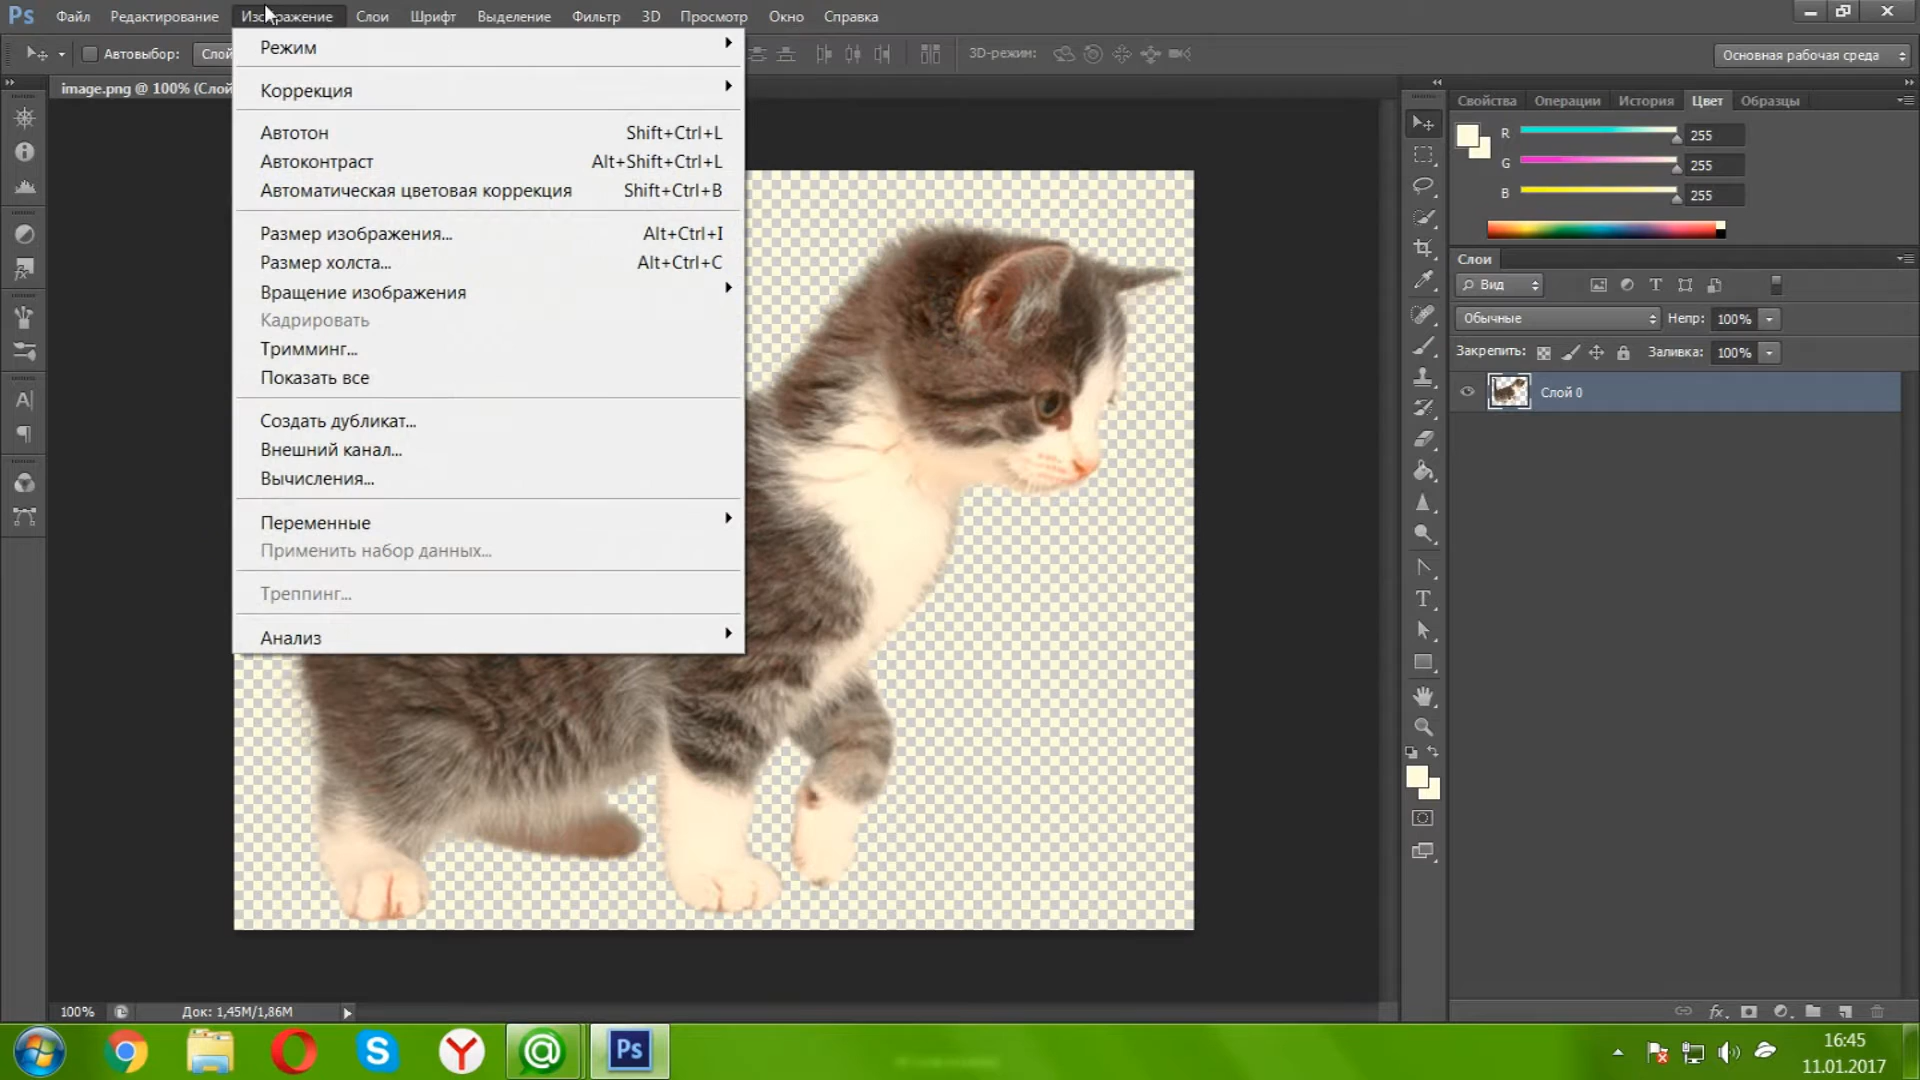 Ps Файл Редактирование Изображение Слои Шрифт Выделение Фильтр 3D Просмотр Окно Справка
Автовыбор: Слой 3D-режим: Основная рабочая среда
image.png @ 100% (Слой
Режим
Коррекция
Автотон Shift+Ctrl+L
Автоконтраст Alt+Shift+Ctrl+L
Автоматическая цветовая коррекция Shift+Ctrl+B
Размер изображения... Alt+Ctrl+I
Размер холста... Alt+Ctrl+C
Вращение изображения
Кадрировать
Тримминг...
Показать все
Создать дубликат...
Внешний канал...
Вычисления...
Переменные
Применить набор данных...
Треппинг...
Анализ
Свойства Операции История Цвет Образцы
R 255
G 255
B 255
Слои
Вид
Обычные Непр: 100%
Закрепить: Заливка: 100%
Слой 0
fx
100% Док: 1,45M/1,86M
Ps
16:45
11.01.2017